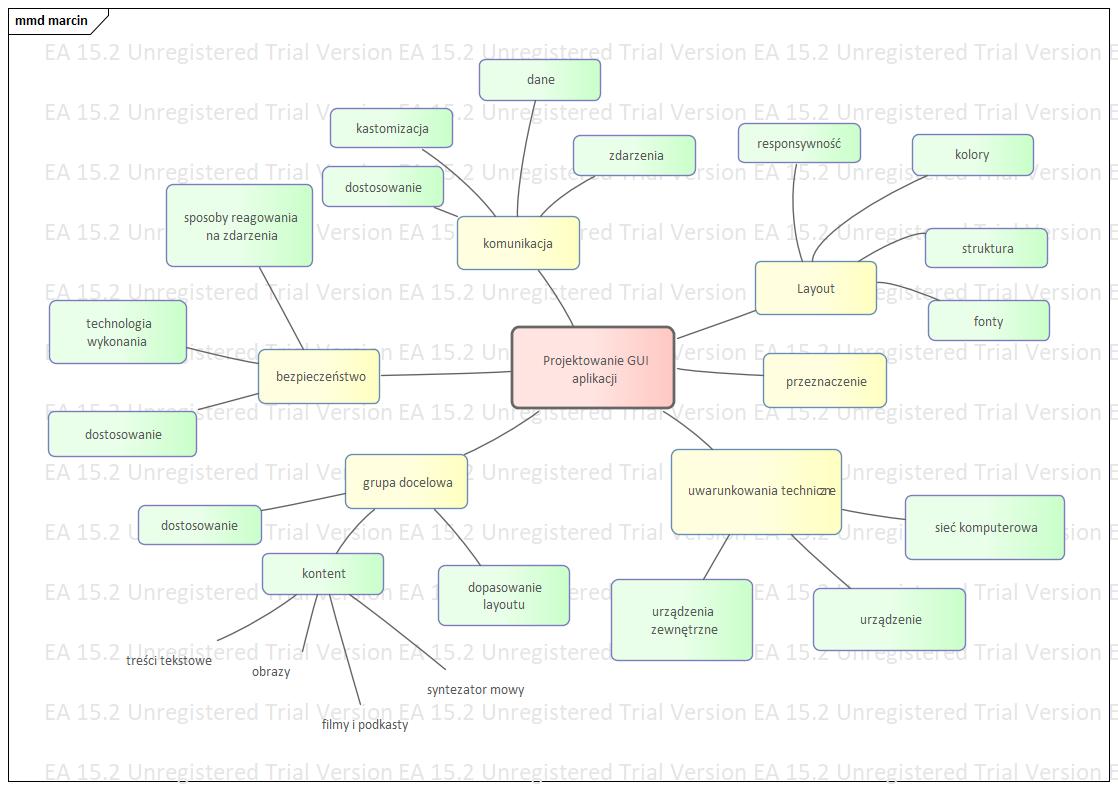 mmd marcin
EA 15.2 Unregistered Trial Version EA 15.2 Unregistered Trial Version EA 15.2 Unregistered Trial Version E
dane
kastomizacja
zdarzenia
dostosowanie
komunikacja
responsywność
kolory
struktura
Layout
fonty
sposoby reagowania
na zdarzenia
technologia
wykonania
bezpieczeństwo
dostosowanie
Projektowanie GUI
aplikacji
przeznaczenie
grupa docelowa
uwarunkowania techniczne
dostosowanie
kontent
dopasowanie
layoutu
sieć komputerowa
urządzenia
zewnętrzne
urządzenie
treści tekstowe
obrazy
filmy i podkasty
syntezator mowy